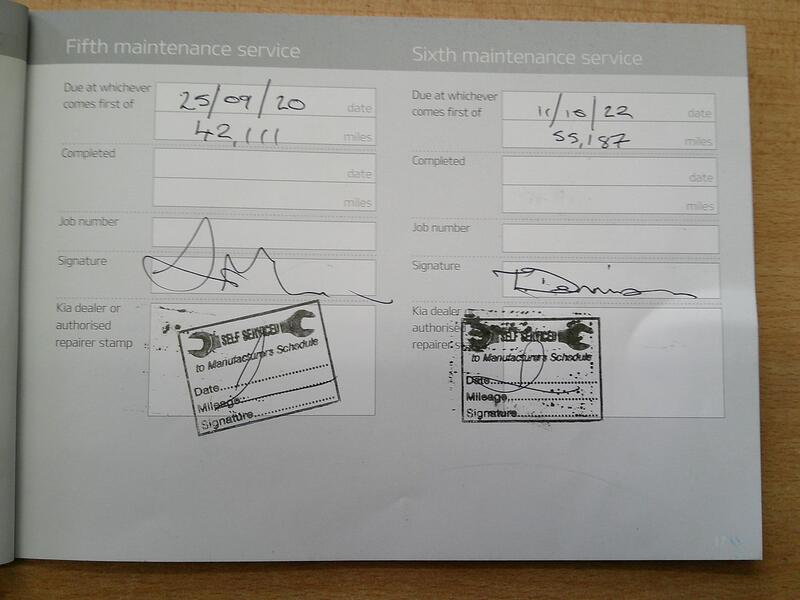 Fifth maintenance service
Due at whichever
comes first of
25/09/20 date
42,111 miles
Completed
date
miles
Job number
Signature
Kia dealer or
authorised
repairer stamp
SELF SERVICED!
to Manufacturers Schedule
Date
Mileage
Signature
Sixth maintenance service
Due at whichever
comes first of
11/10/22 date
55,187 miles
Completed
date
miles
Job number
Signature
Kia dealer
authorised
repairer
SELF SERVICED!
to Manufacturers Schedule
Date
Mileage
Signature
17